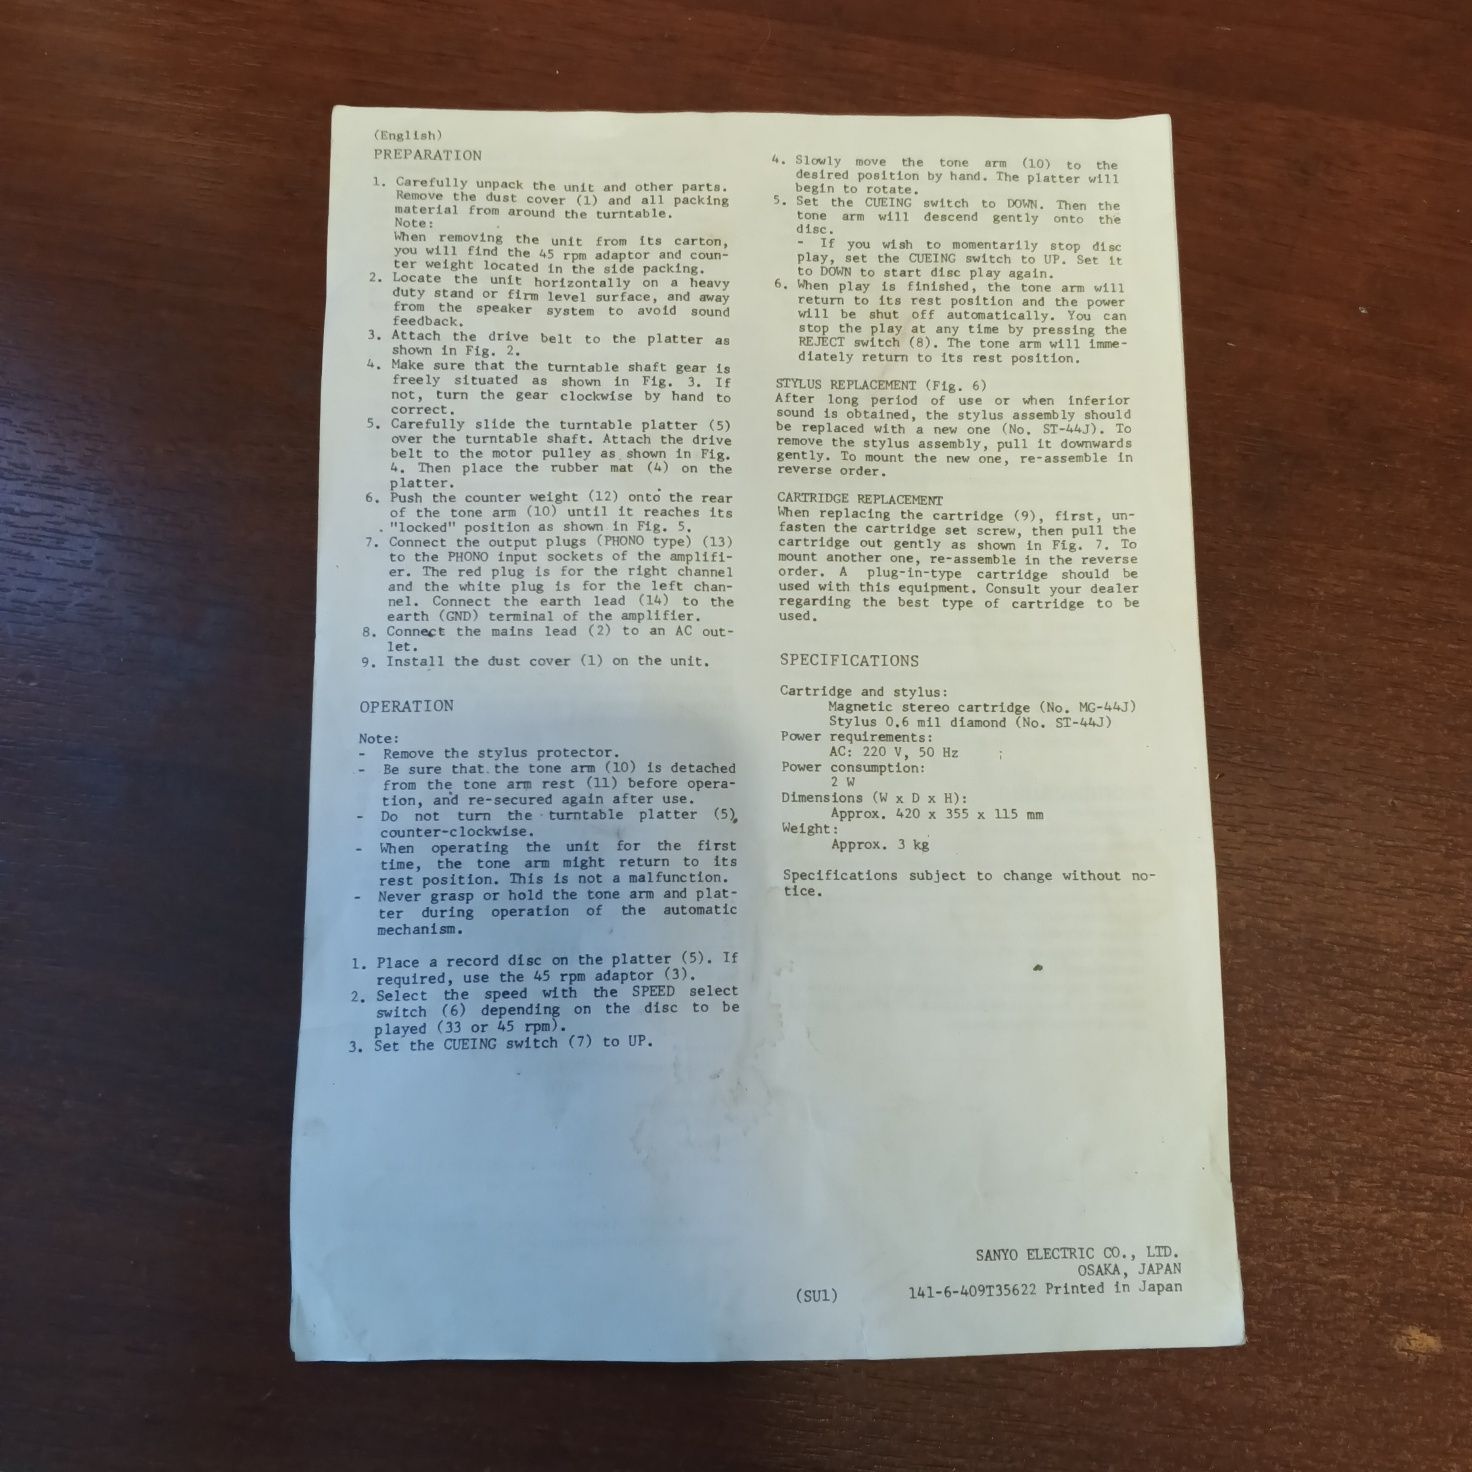 (English)
PREPARATION
1. Carefully unpack the unit and other parts.
Remove the dust cover (1) and all packing
material from around the turntable.
Note:
When removing the unit from its carton,
you will find the 45 rpm adaptor and coun-
ter weight located in the side packing.
2. Locate the unit horizontally on a heavy
duty stand or firm level surface, and away
from the speaker system to avoid sound
feedback.
3. Attach the drive belt to the platter as
shown in Fig. 2.
4. Make sure that the turntable shaft gear is
freely situated as shown in Fig. 3. If
not, turn the gear clockwise by hand to
correct.
5. Carefully slide the turntable platter (5)
over the turntable shaft. Attach the drive
belt to the motor pulley as shown in Fig.
4. Then place the rubber mat (4) on the
platter.
6. Push the counter weight (12) onto the rear
of the tone arm (10) until it reaches its
"locked" position as shown in Fig. 5.
7. Connect the output plugs (PHONO type) (13)
to the PHONO input sockets of the amplifi-
er. The red plug is for the right channel
and the white plug is for the left chan-
nel. Connect the earth lead (14) to the
earth (GND) terminal of the amplifier.
8. Connect the mains lead (2) to an AC out-
let.
9. Install the dust cover (1) on the unit.
OPERATION
Note:
- Remove the stylus protector.
- Be sure that the tone arm (10) is detached
from the tone arm rest (11) before opera-
tion, and re-secured again after use.
- Do not turn the turntable platter (5)
counter-clockwise.
- When operating the unit for the first
time, the tone arm might return to its
rest position. This is not a malfunction.
- Never grasp or hold the tone arm and plat-
ter during operation of the automatic
mechanism.
1. Place a record disc on the platter (5). If
required, use the 45 rpm adaptor (3).
2. Select the speed with the SPEED select
switch (6) depending on the disc to be
played (33 or 45 rpm).
3. Set the CUEING switch (7) to UP.
4. Slowly move the tone arm (10) to the
desired position by hand. The platter will
begin to rotate.
5. Set the CUEING switch to DOWN. Then the
tone arm will descend gently onto the
disc.
- If you wish to momentarily stop disc
play, set the CUEING switch to UP. Set it
to DOWN to start disc play again.
6. When play is finished, the tone arm will
return to its rest position and the power
will be shut off automatically. You can
stop the play at any time by pressing the
REJECT switch (8). The tone arm will imme-
diately return to its rest position.
STYLUS REPLACEMENT (Fig. 6)
After long period of use or when inferior
sound is obtained, the stylus assembly should
be replaced with a new one (No. ST-44J). To
remove the stylus assembly, pull it downwards
gently. To mount the new one, re-assemble in
reverse order.
CARTRIDGE REPLACEMENT
When replacing the cartridge (9), first, un-
fasten the cartridge set screw, then pull the
cartridge out gently as shown in Fig. 7. To
mount another one, re-assemble in the reverse
order. A plug-in-type cartridge should be
used with this equipment. Consult your dealer
regarding the best type of cartridge to be
used.
SPECIFICATIONS
Cartridge and stylus:
Magnetic stereo cartridge (No. MG-44J)
Stylus 0.6 mil diamond (No. ST-44J)
Power requirements:
AC: 220 V, 50 Hz
Power consumption:
2 W
Dimensions (W x D x H):
Approx. 420 x 355 x 115 mm
Weight:
Approx. 3 kg
Specifications subject to change without no-
tice.
SANYO ELECTRIC CO., LTD.
OSAKA, JAPAN
(SU1) 141-6-409T35622 Printed in Japan